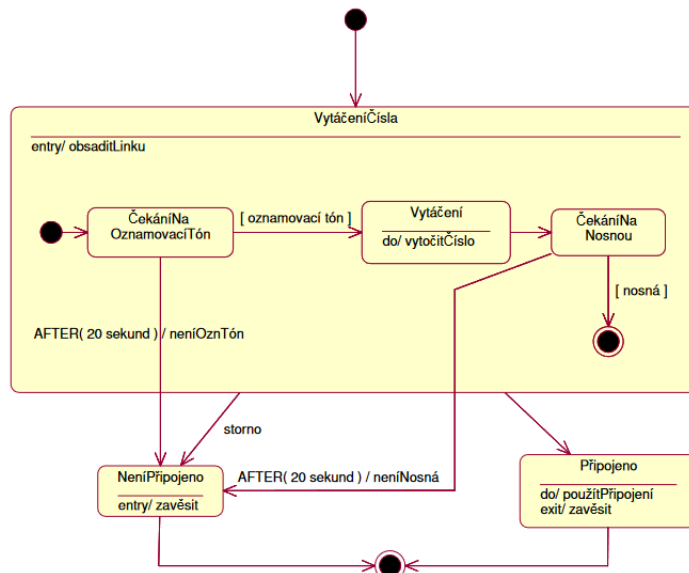 VytáčeníČísla
entry/ obsaditLinku
ČekáníNa
OznamovacíTón
[ oznamovací tón ]
Vytáčení
do/ vytočitČíslo
ČekáníNa
Nosnou
[ nosná ]
AFTER( 20 sekund ) / neníOznTón
storno
NeníPřipojeno
entry/ zavěsit
AFTER( 20 sekund ) / neníNosná
Připojeno
do/ použítPřipojení
exit/ zavěsit